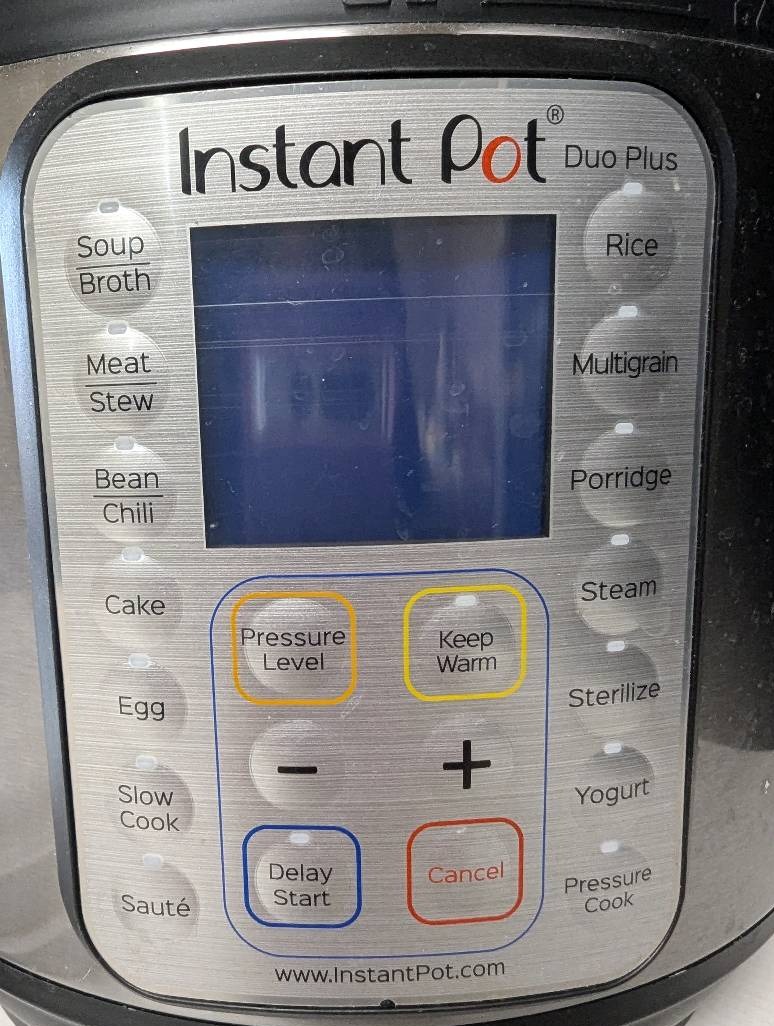 Instant Pot® Duo Plus
Soup
Broth
Meat
Stew
Bean
Chili
Cake
Egg
Slow
Cook
Sauté
Rice
Multigrain
Porridge
Steam
Sterilize
Yogurt
Pressure
Cook
Pressure
Level
Keep
Warm
− +
Delay
Start
Cancel
www.InstantPot.com